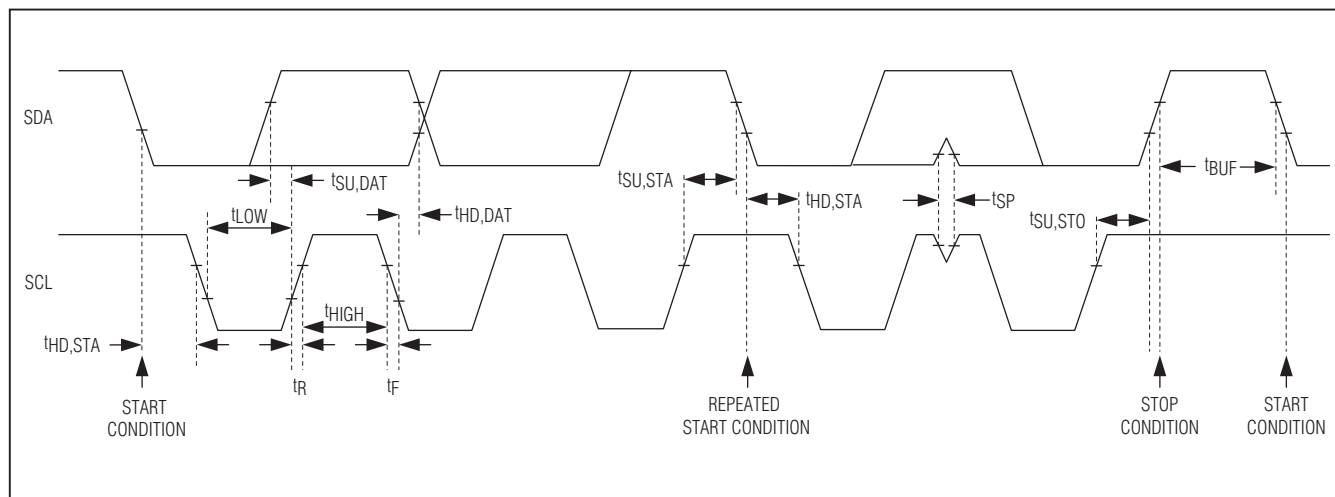 SDA
tSU,DAT
tSU,STA
tBUF
tLOW
tHD,DAT
tHD,STA
tSP
tSU,STO
SCL
tHIGH
tHD,STA
tR
tF
START
CONDITION
REPEATED
START CONDITION
STOP
CONDITION
START
CONDITION